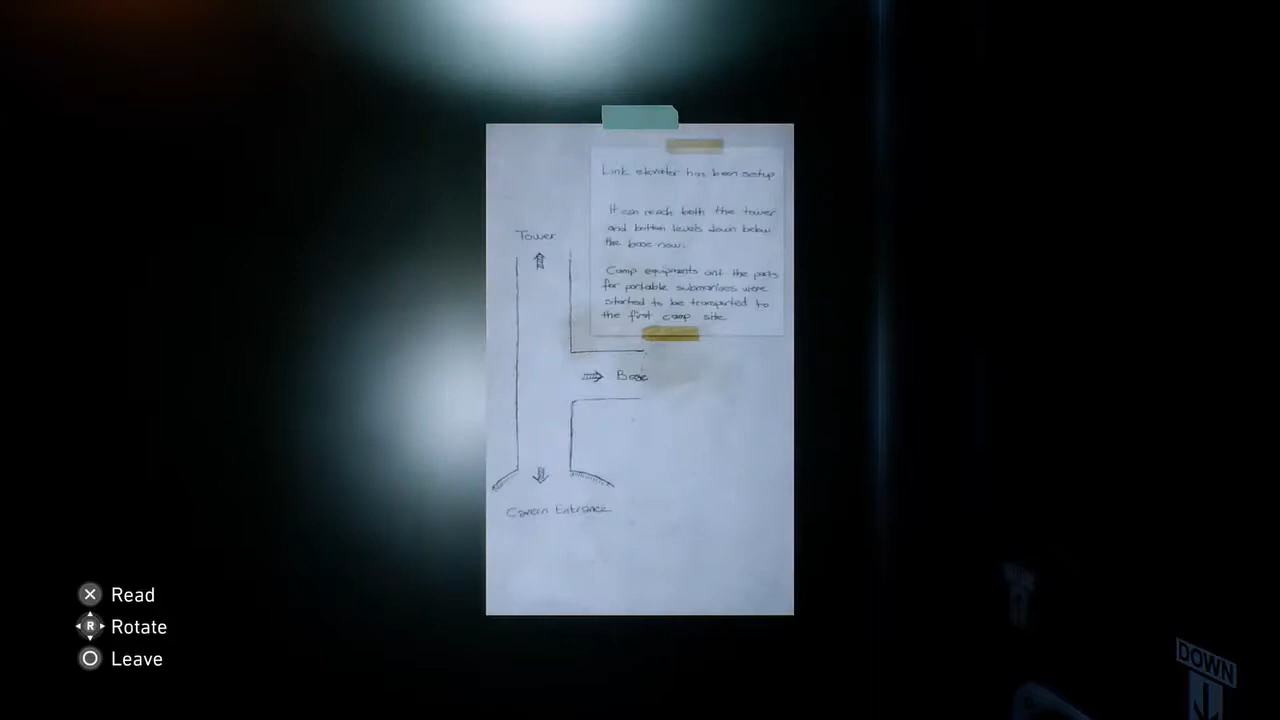 Link elevator has been setup
It can reach both the tower
and bottom levels down below
the base now.
Camp equipments ant the parts
for portable submarines were
started to be transported to
the first camp site
Tower
Base
Cavern Entrance
Read
R
Rotate
Leave
DOWN